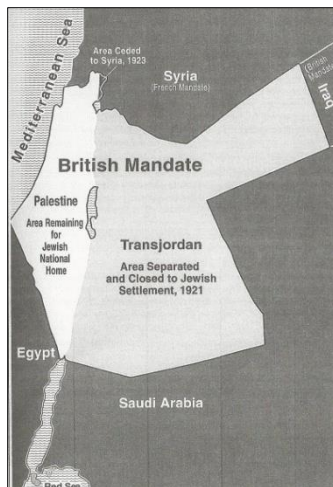 Mediterranean Sea
Area Ceded
to Syria, 1923
Syria
(French Mandate)
(British
Mandate)
Iraq
British Mandate
Palestine
Area Remaining
for
Jewish
National
Home
Transjordan
Area Separated
and Closed to Jewish
Settlement, 1921
Egypt
Saudi Arabia
Red Sea